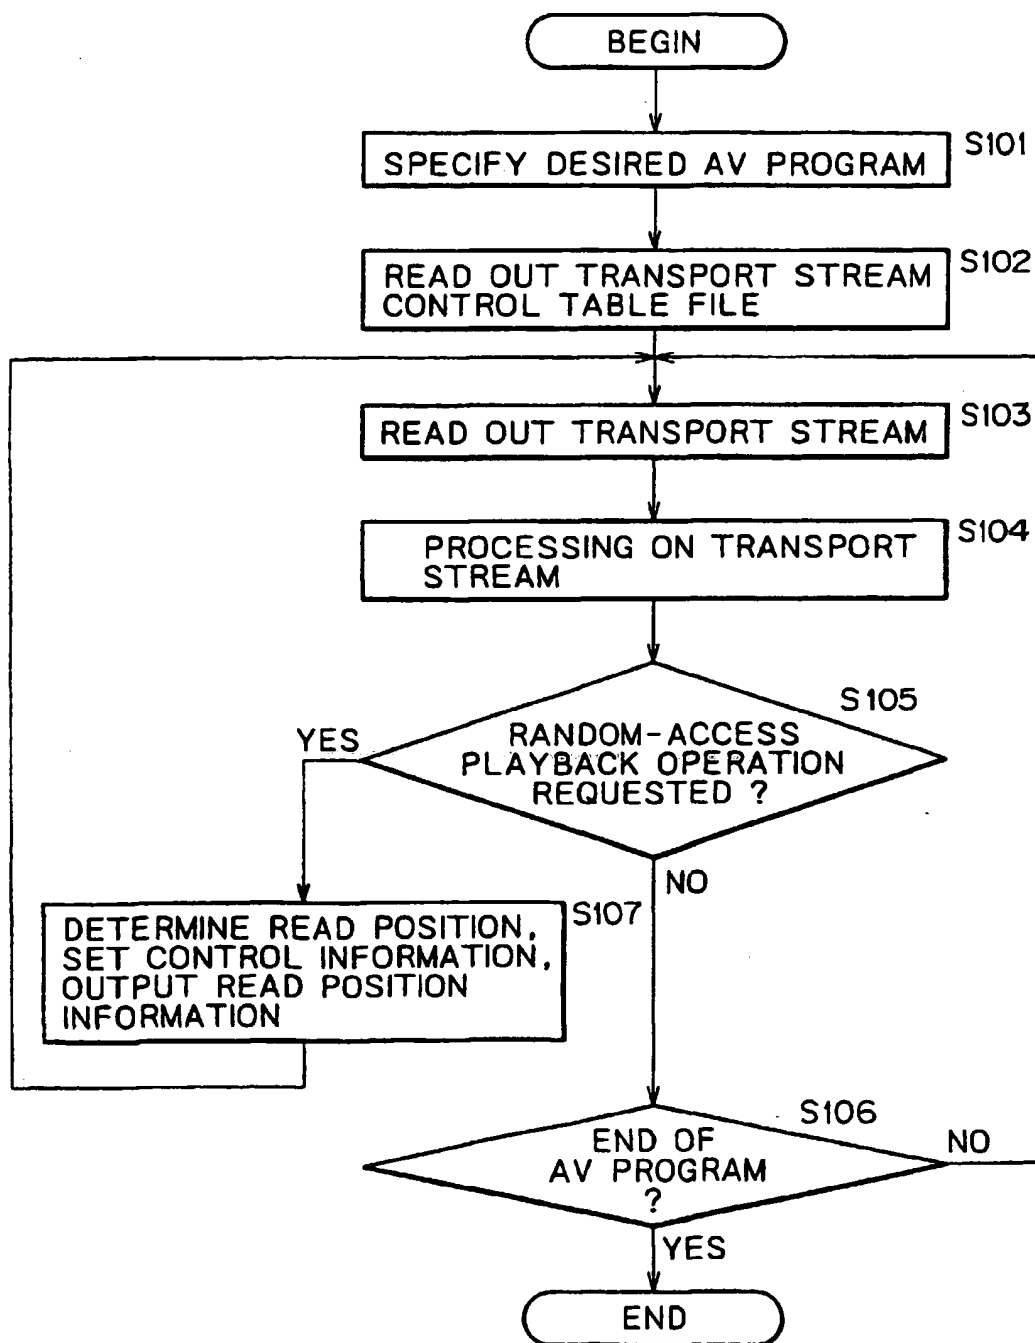 BEGIN
S101
SPECIFY DESIRED AV PROGRAM
S102
READ OUT TRANSPORT STREAM
CONTROL TABLE FILE
S103
READ OUT TRANSPORT STREAM
S104
PROCESSING ON TRANSPORT
STREAM
S105
YES
RANDOM-ACCESS
PLAYBACK OPERATION
REQUESTED ?
NO
S107
DETERMINE READ POSITION,
SET CONTROL INFORMATION,
OUTPUT READ POSITION
INFORMATION
S106
END OF
AV PROGRAM
?
NO
YES
END